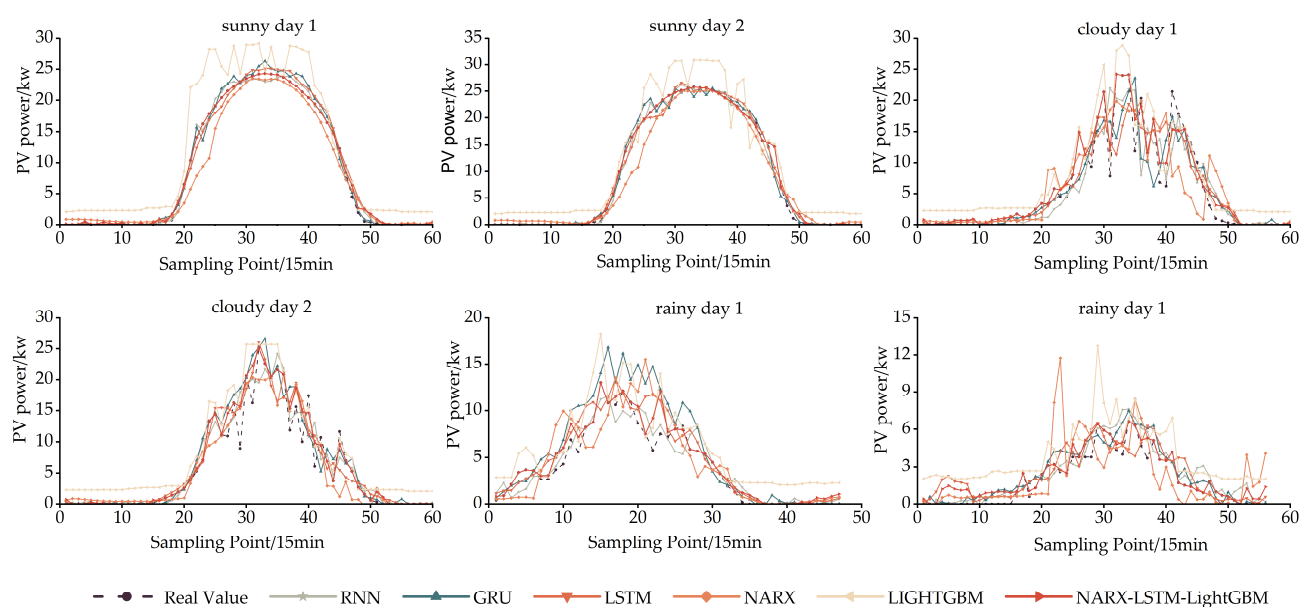 sunny day 1
30
25
20
15
10
5
0
PV power/kw
0 10 20 30 40 50 60
Sampling Point/15min
sunny day 2
35
30
25
20
15
10
5
0
PV power/kw
0 10 20 30 40 50 60
Sampling Point/15min
cloudy day 1
30
25
20
15
10
5
0
PV power/kw
0 10 20 30 40 50 60
Sampling Point/15min
cloudy day 2
30
25
20
15
10
5
0
PV power/kw
0 10 20 30 40 50 60
Sampling Point/15min
rainy day 1
20
15
10
5
0
PV power/kw
0 10 20 30 40 50
Sampling Point/15min
rainy day 1
15
12
9
6
3
0
PV power/kw
0 10 20 30 40 50 60
Sampling Point/15min
Real Value RNN GRU LSTM NARX LIGHTGBM NARX-LSTM-LightGBM